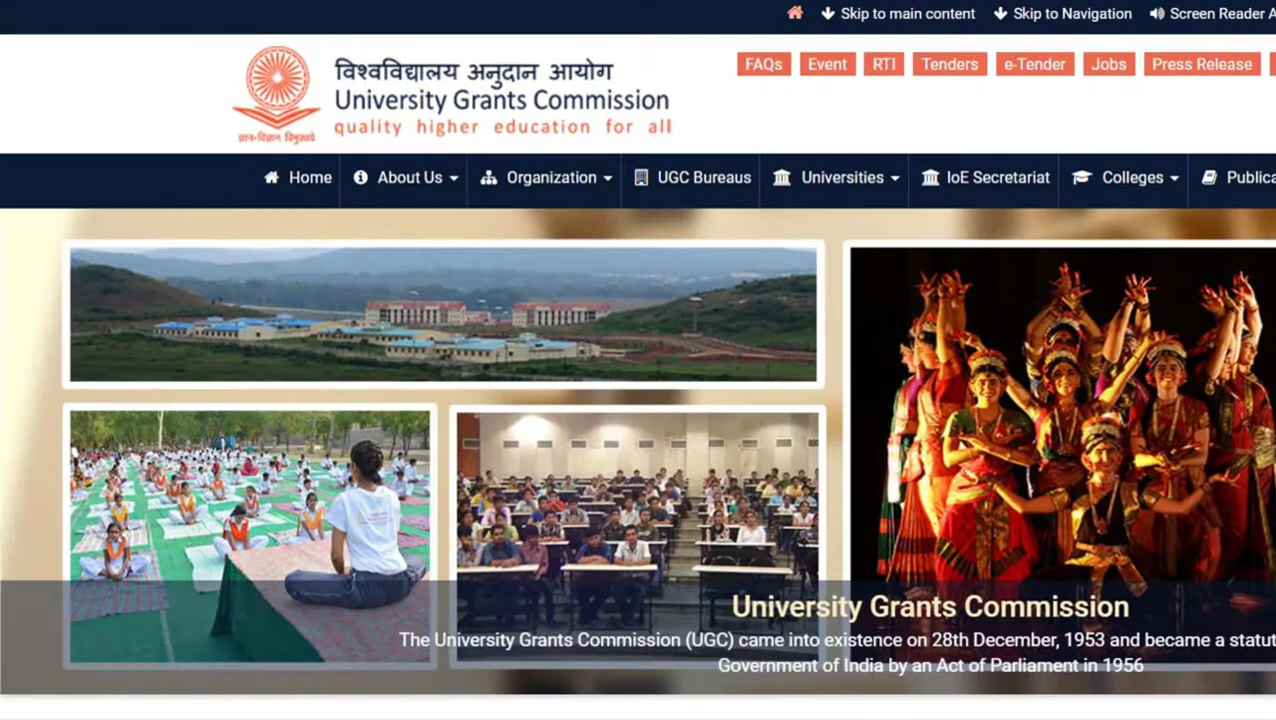 Skip to main content Skip to Navigation Screen Reader A
विश्वविद्यालय अनुदान आयोग
University Grants Commission
quality higher education for all
ज्ञान-विज्ञान विमुक्तये
FAQs Event RTI Tenders e-Tender Jobs Press Release
Home About Us Organization UGC Bureaus Universities IoE Secretariat Colleges Publica
University Grants Commission
The University Grants Commission (UGC) came into existence on 28th December, 1953 and became a statut
Government of India by an Act of Parliament in 1956